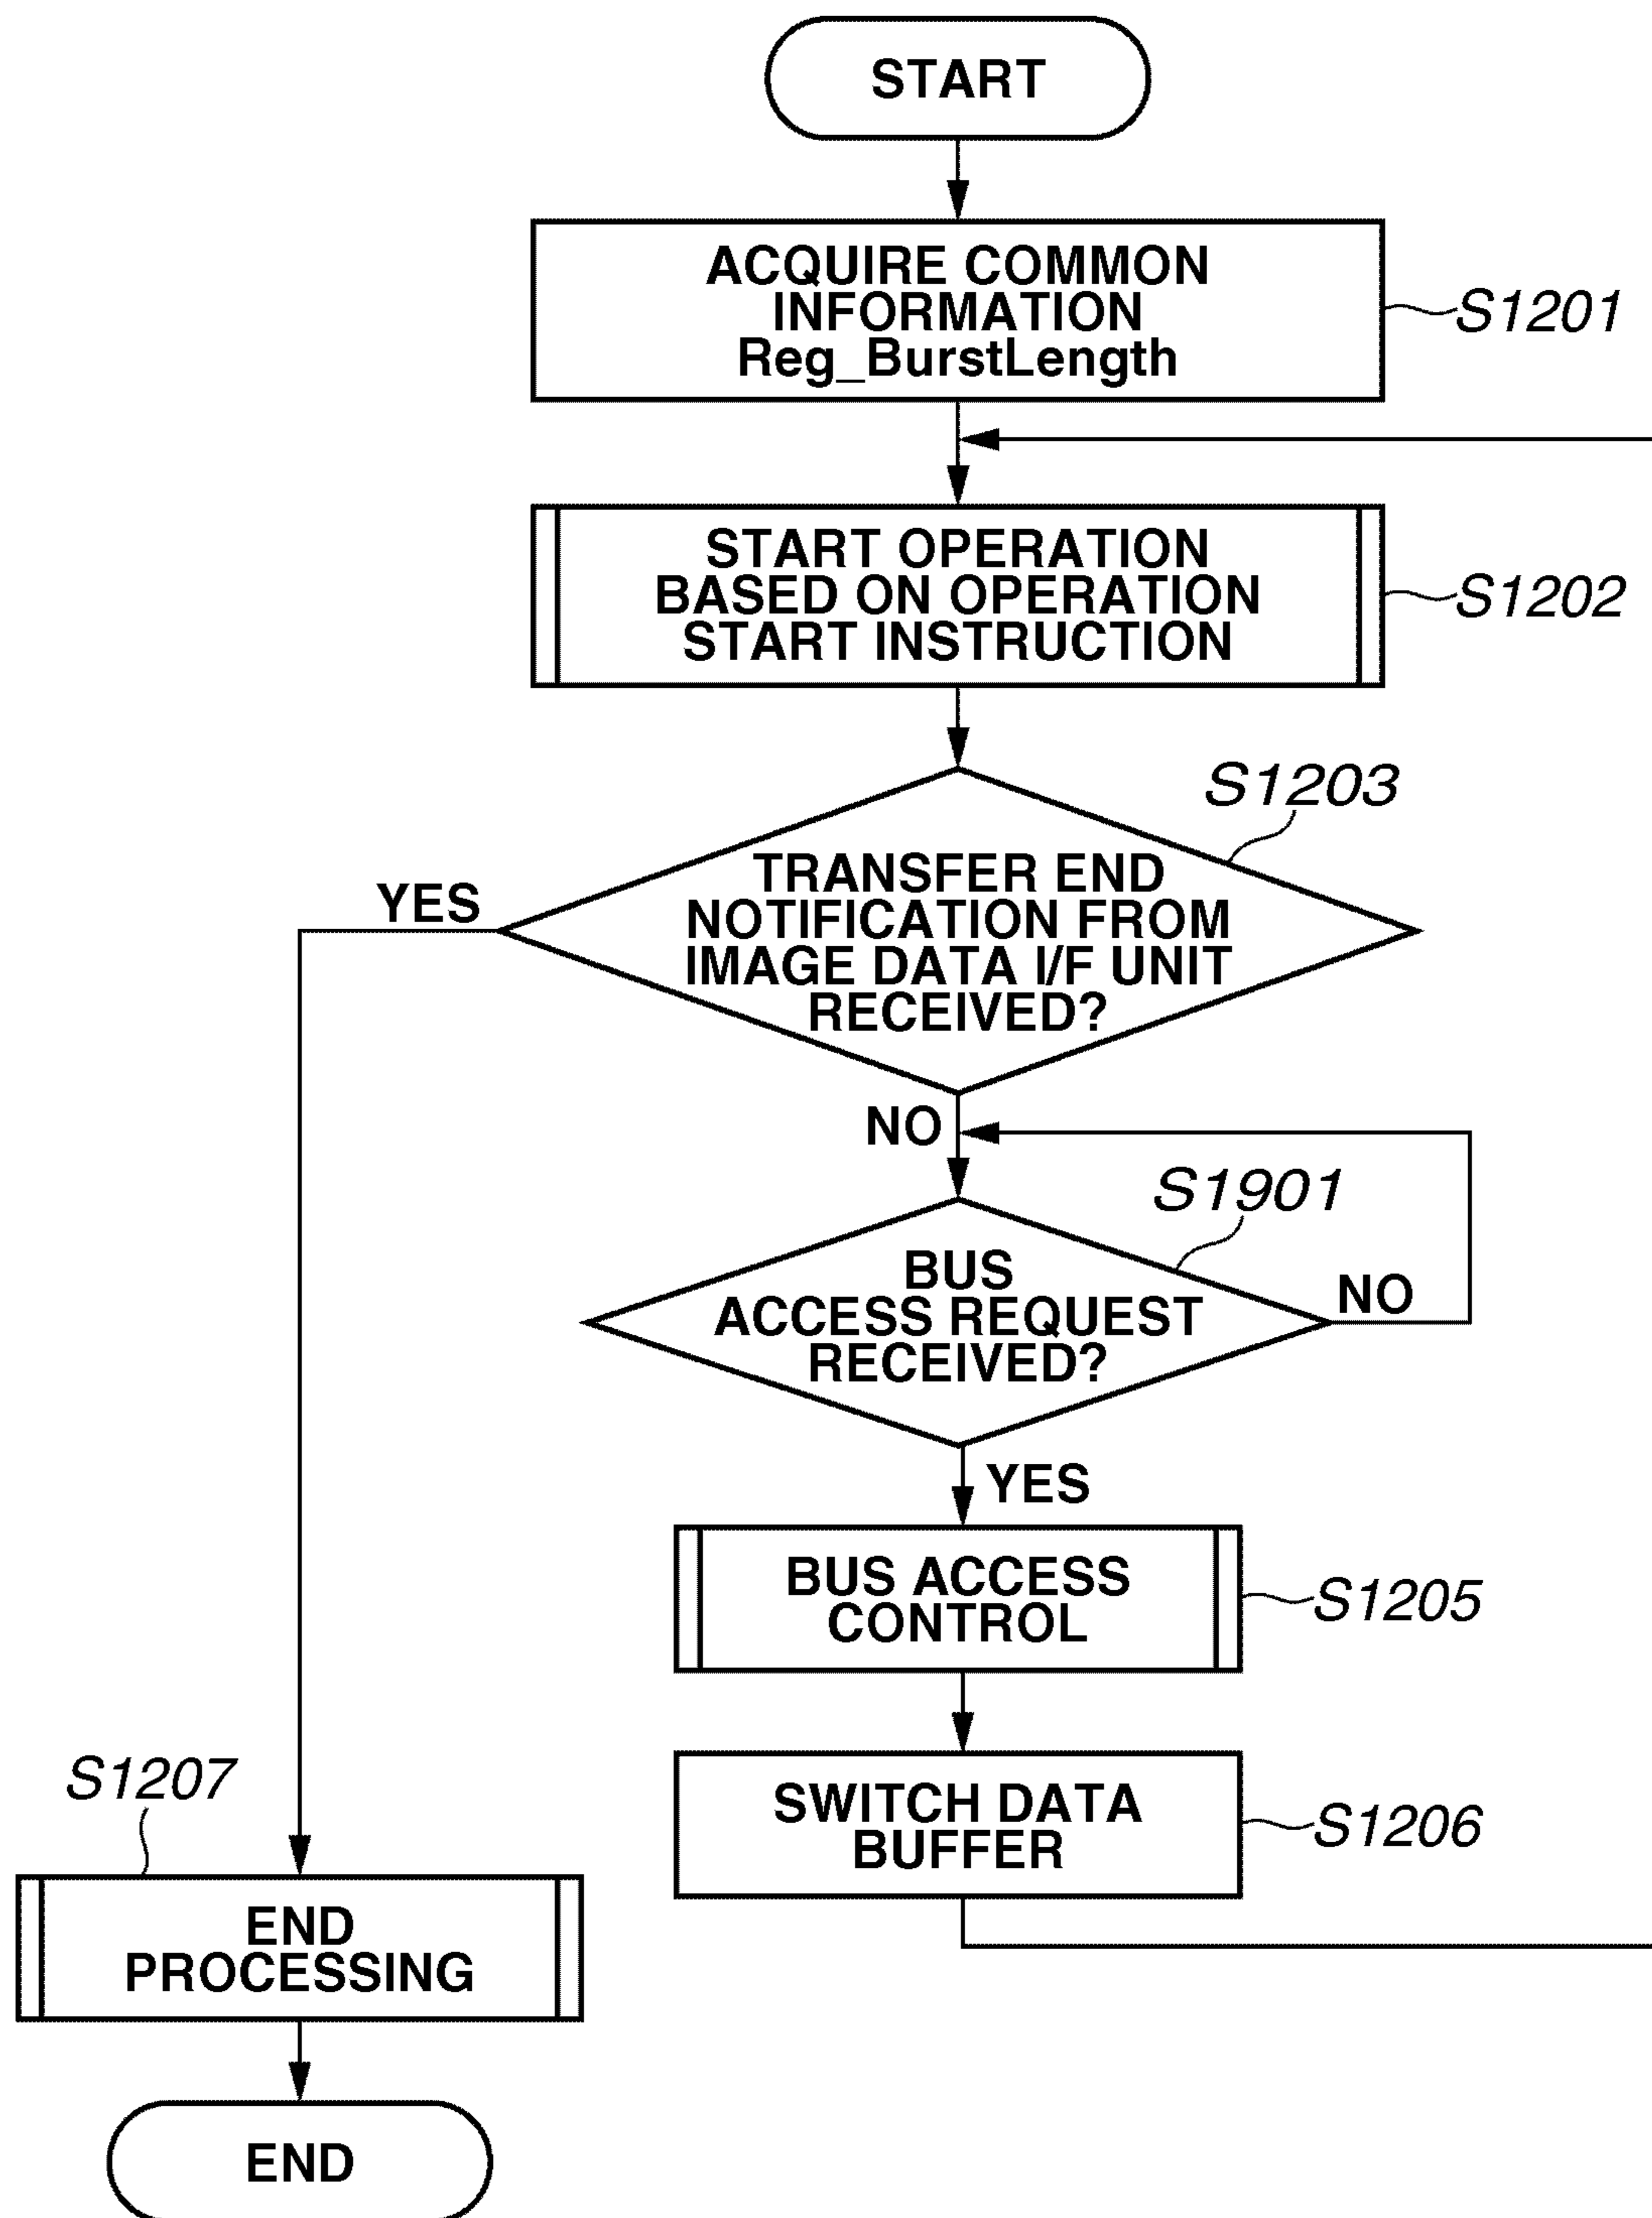 START
ACQUIRE COMMON
INFORMATION
Reg_BurstLength
S1201
START OPERATION
BASED ON OPERATION
START INSTRUCTION
S1202
S1203
TRANSFER END
NOTIFICATION FROM
IMAGE DATA I/F UNIT
RECEIVED?
YES
NO
S1901
BUS
ACCESS REQUEST
RECEIVED?
NO
YES
BUS ACCESS
CONTROL
S1205
SWITCH DATA
BUFFER
S1206
S1207
END
PROCESSING
END